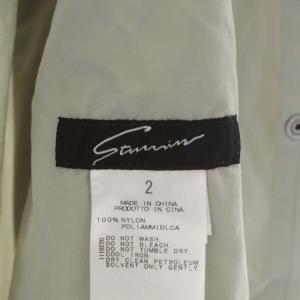 2
MADE IN CHINA
PRODOTTO IN CINA
100%NYLON
POLIAMMIDICA
DO NOT WASH.
DO NOT BLEACH.
DO NOT TUMBLE DRY.
COOL IRON.
DRY CLEAN PETROLEUM
SOLVENT ONLY GENTLY.